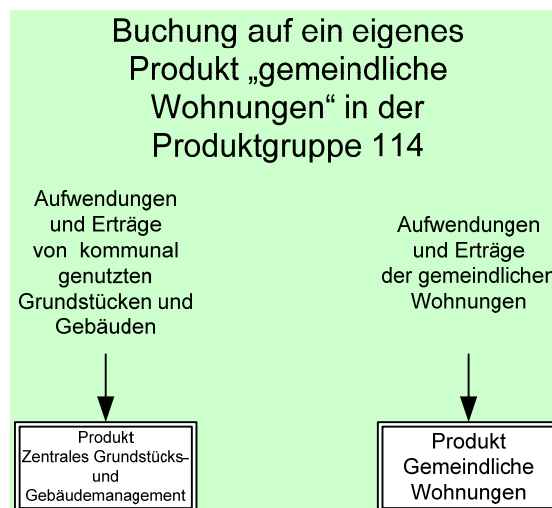 Buchung auf ein eigenes
Produkt „gemeindliche
Wohnungen“ in der
Produktgruppe 114
Aufwendungen
und Erträge
von kommunal
genutzten
Grundstücken und
Gebäuden
Aufwendungen
und Erträge
der gemeindlichen
Wohnungen
Produkt
Zentrales Grundstücks–
und
Gebäudemanagement
Produkt
Gemeindliche
Wohnungen